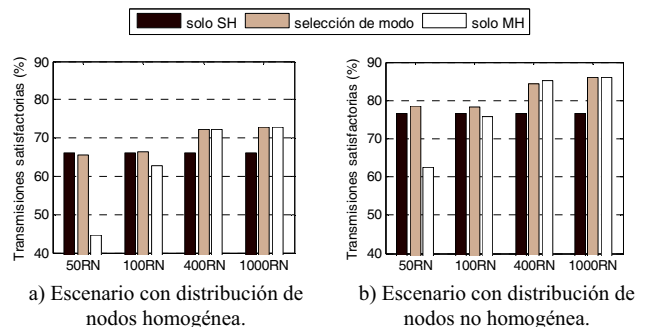 solo SH selección de modo solo MH
Transmisiones satisfactorias (%)
90
80
70
60
50
40
50RN 100RN 400RN 1000RN
a) Escenario con distribución de
nodos homogénea.
Transmisiones satisfactorias (%)
90
80
70
60
50
40
50RN 100RN 400RN 1000RN
b) Escenario con distribución de
nodos no homogénea.